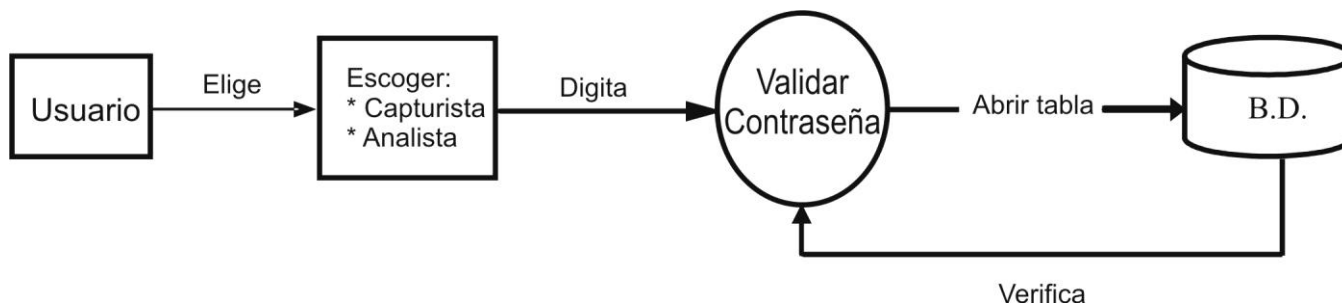 Usuario
Elige
Escoger:
* Capturista
* Analista
Digita
Validar
Contraseña
Abrir tabla
B.D.
Verifica